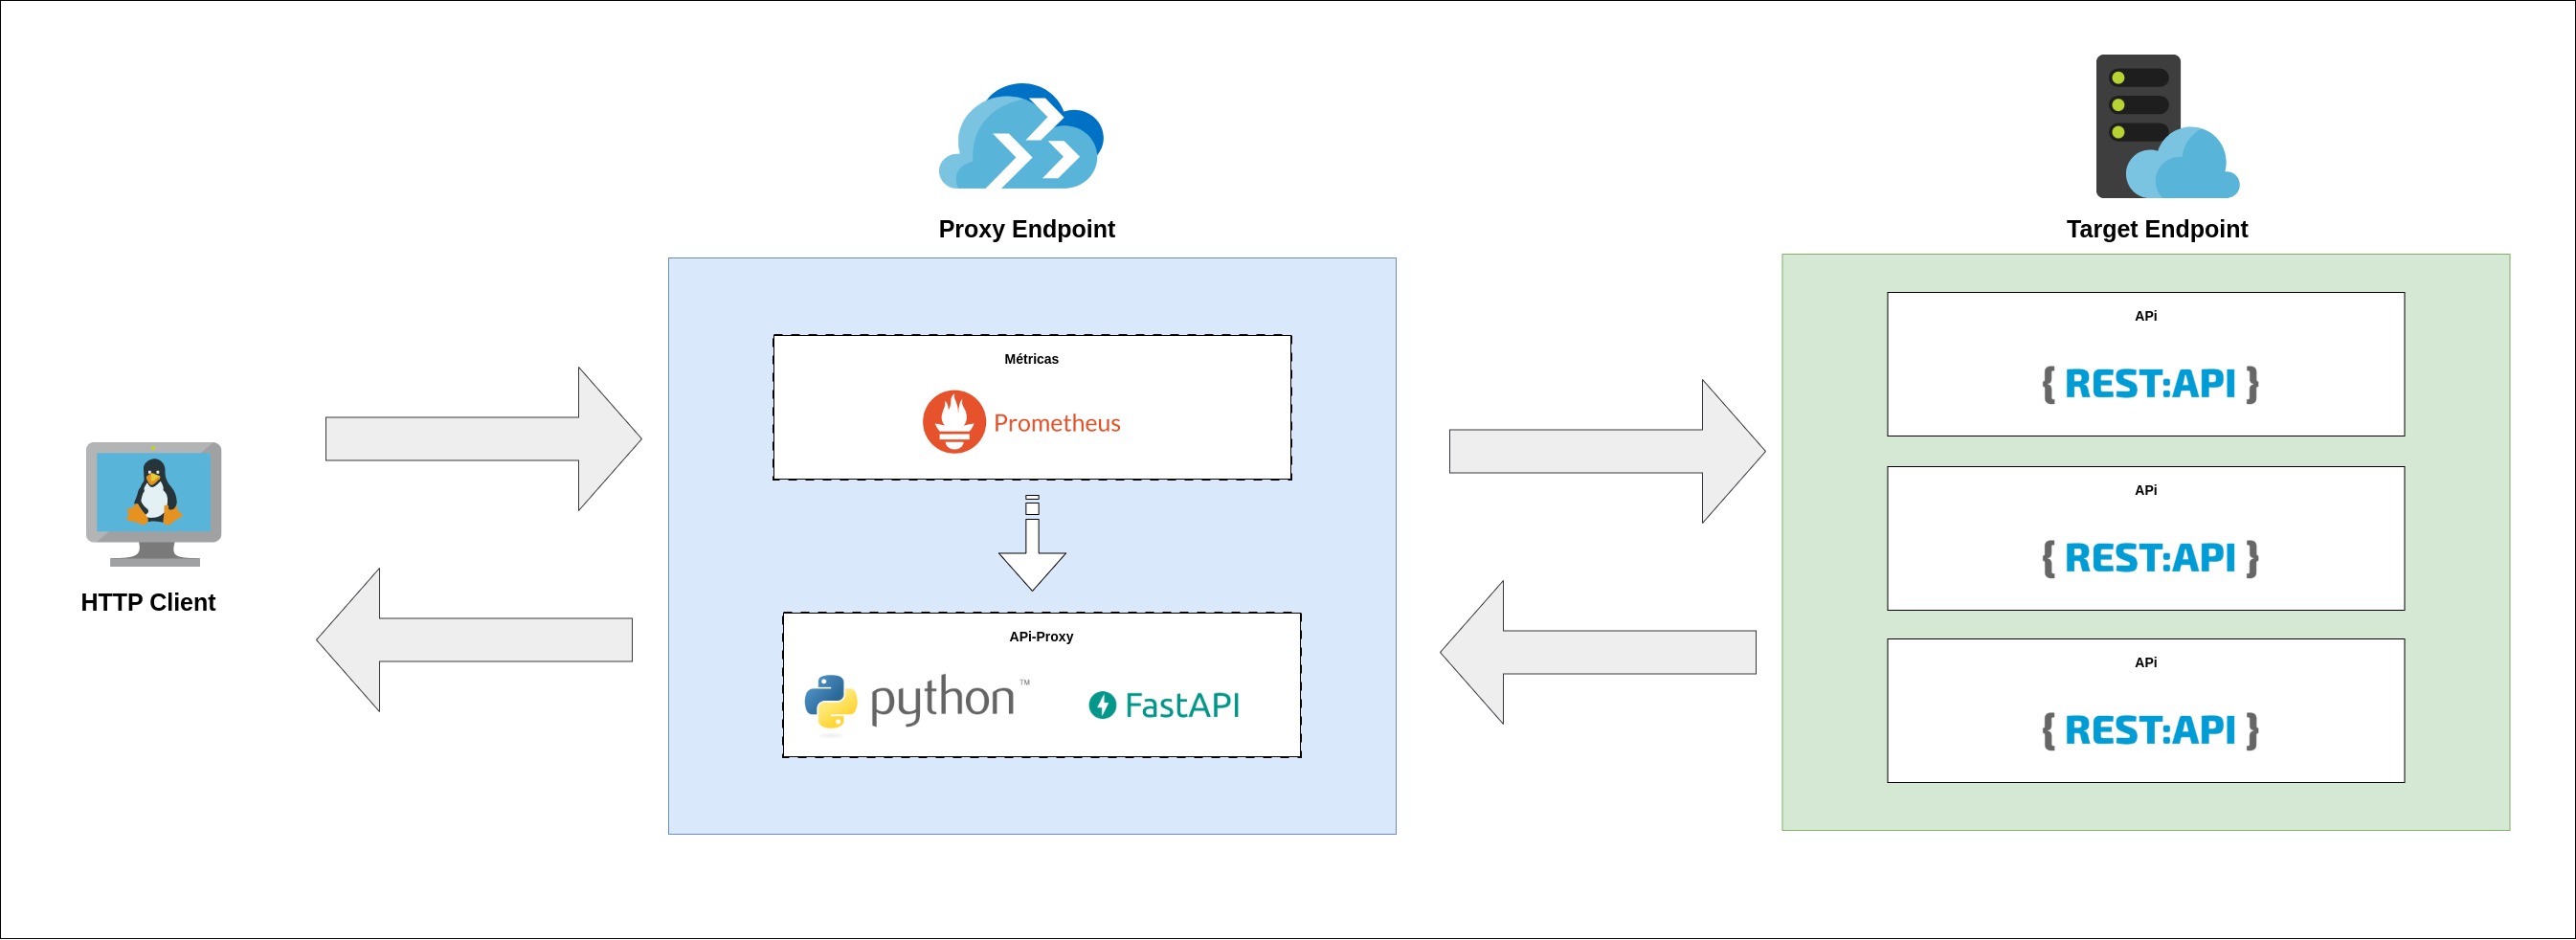 HTTP Client
Proxy Endpoint
Métricas
Prometheus
APi-Proxy
python™
FastAPI
Target Endpoint
APi
{ REST:API }
APi
{ REST:API }
APi
{ REST:API }